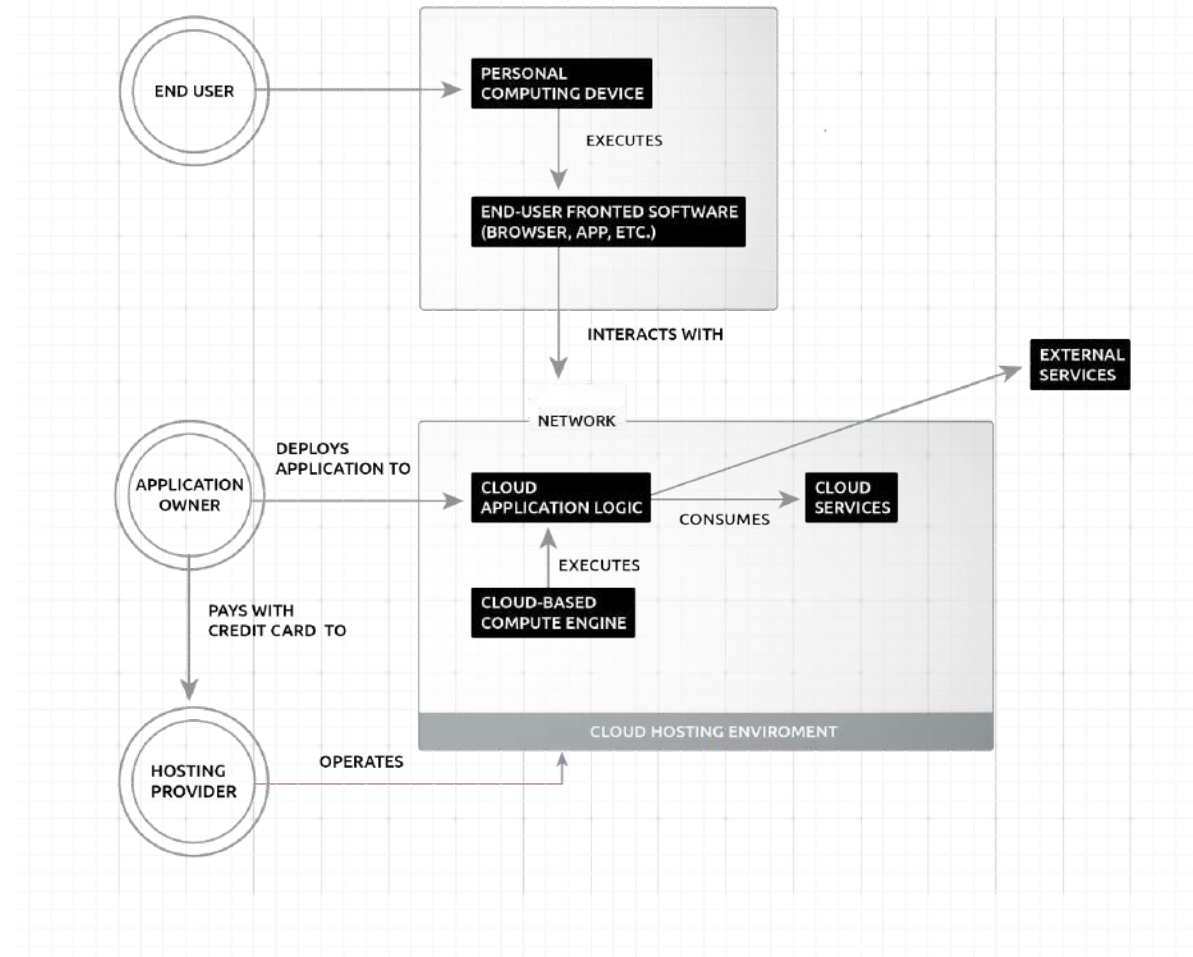 END USER
PERSONAL
COMPUTING DEVICE
EXECUTES
END-USER FRONTED SOFTWARE
(BROWSER, APP, ETC.)
INTERACTS WITH
EXTERNAL
SERVICES
NETWORK
DEPLOYS
APPLICATION TO
APPLICATION
OWNER
CLOUD
APPLICATION LOGIC
CONSUMES
CLOUD
SERVICES
EXECUTES
CLOUD-BASED
COMPUTE ENGINE
PAYS WITH
CREDIT CARD TO
CLOUD HOSTING ENVIROMENT
OPERATES
HOSTING
PROVIDER